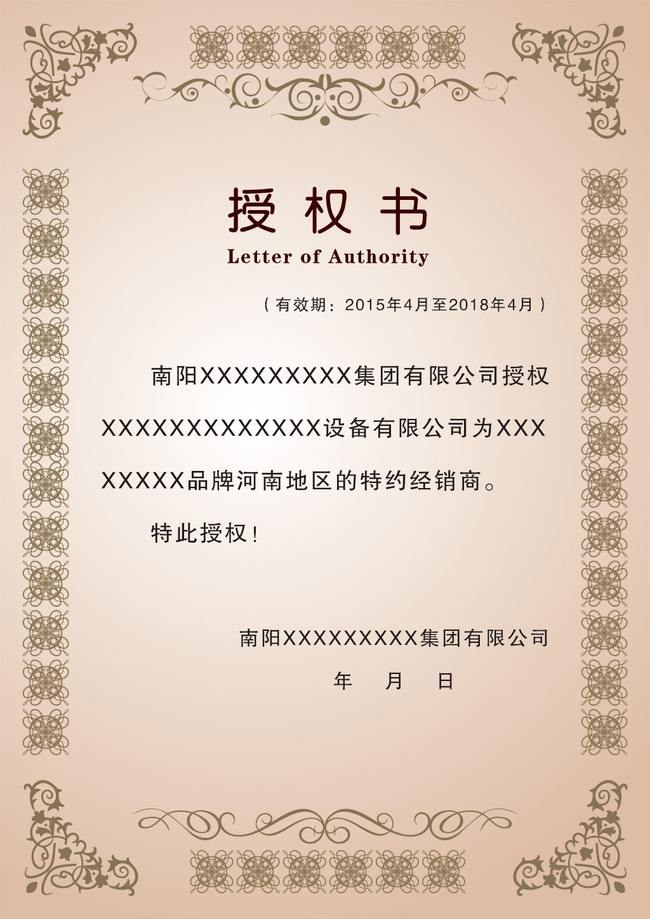 授权书
Letter of Authority
（有效期：2015年4月至2018年4月）
南阳XXXXXXXXX集团有限公司授权
XXXXXXXXXXXXX设备有限公司为XXX
XXXXX品牌河南地区的特约经销商。
特此授权！
南阳XXXXXXXXX集团有限公司
年 月 日